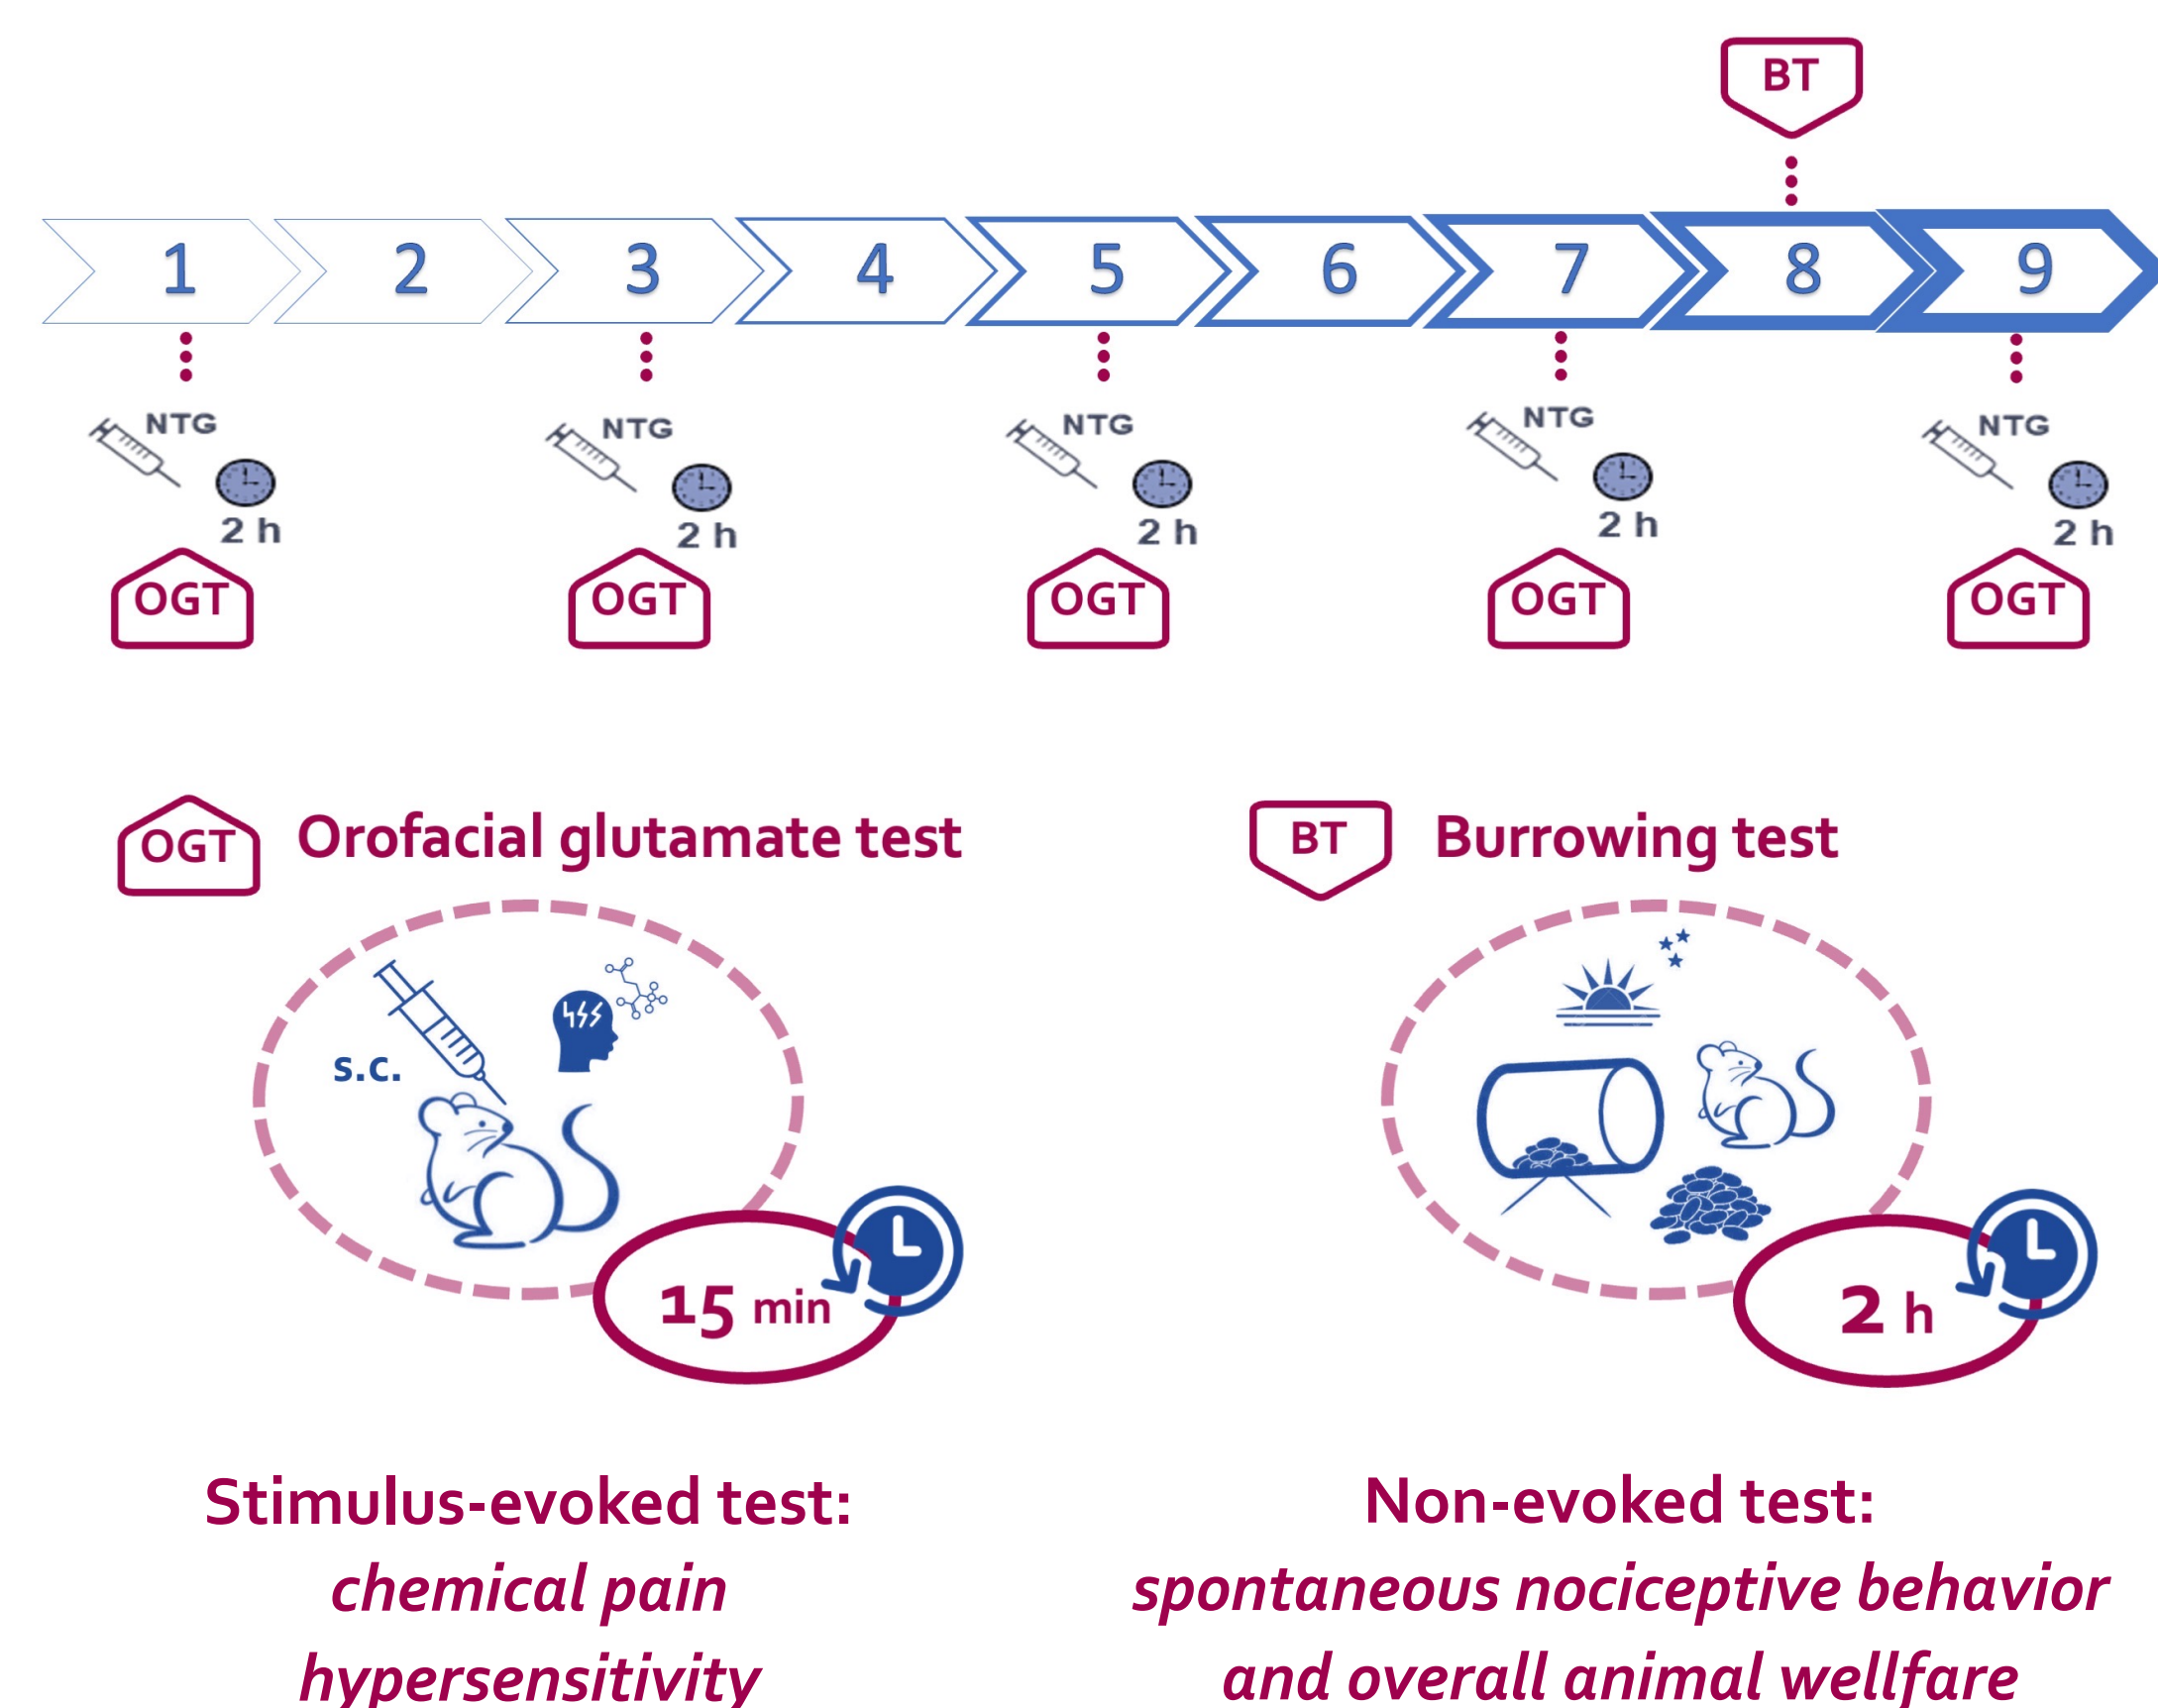 BT
1 2 3 4 5 6 7 8 9
NTG NTG NTG NTG NTG
2 h 2 h 2 h 2 h 2 h
OGT OGT OGT OGT OGT
OGT Orofacial glutamate test
BT Burrowing test
s.c.
15 min
2 h
Stimulus-evoked test:
chemical pain
hypersensitivity
Non-evoked test:
spontaneous nociceptive behavior
and overall animal wellfare